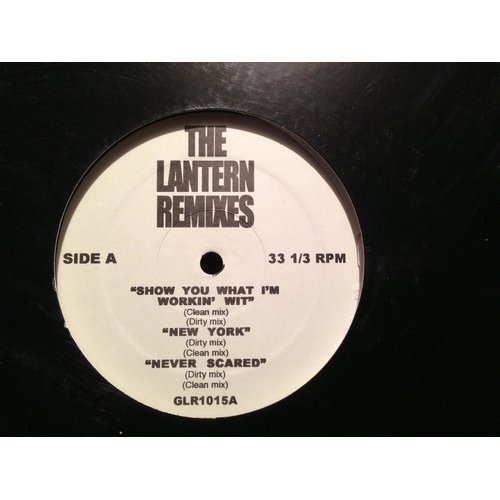 THE
LANTERN
REMIXES
SIDE A
33 1/3 RPM
"SHOW YOU WHAT I'M
WORKIN' WIT"
(Clean mix)
(Dirty mix)
"NEW YORK"
(Dirty mix)
(Clean mix)
"NEVER SCARED"
(Dirty mix)
(Clean mix)
GLR1015A